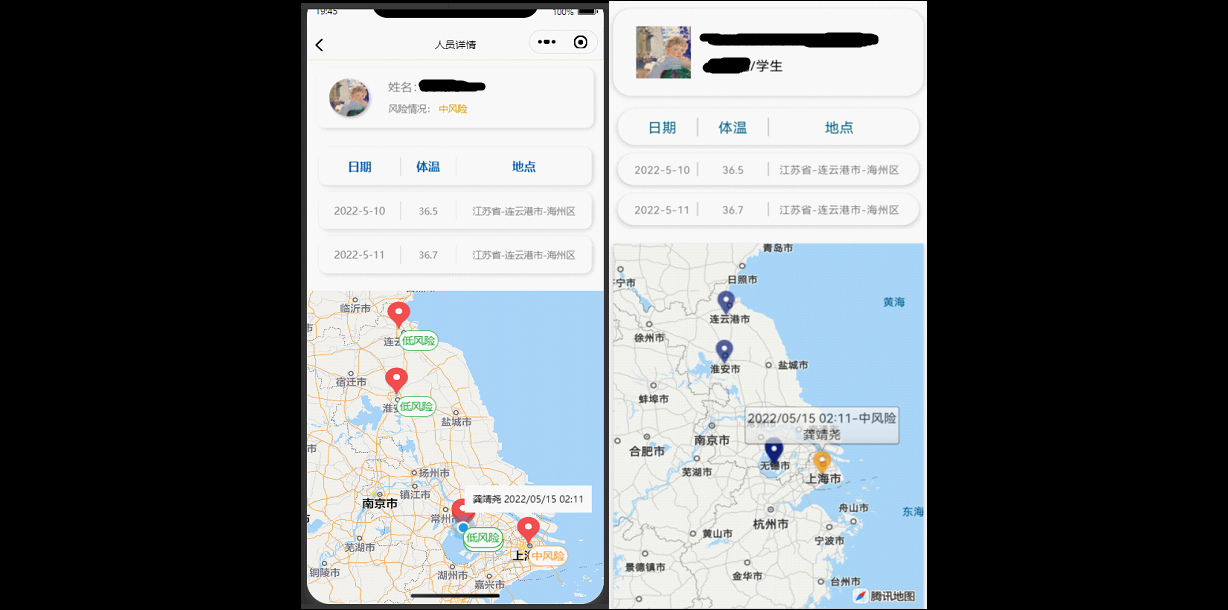 19:45
100%
人员详情
姓名:
风险情况: 中风险
日期 体温 地点
2022-5-10 36.5 江苏省-连云港市-海州区
2022-5-11 36.7 江苏省-连云港市-海州区
临沂市
连云
低风险
宿迁市
淮安
低风险
盐城市
扬州市
南京市
镇江市
常州市
龚靖尧 2022/05/15 02:11
低风险
上海
中风险
芜湖市
铜陵市
湖州市
嘉兴市
/学生
日期 体温 地点
2022-5-10 36.5 江苏省-连云港市-海州区
2022-5-11 36.7 江苏省-连云港市-海州区
青岛市
宁市
日照市
黄海
连云港市
徐州市
淮安市
盐城市
蚌埠市
2022/05/15 02:11-中风险
龚靖尧
南京市
合肥市
无锡市
芜湖市
上海市
舟山市
东海
杭州市
黄山市
宁波市
景德镇市
金华市
台州市
腾讯地图